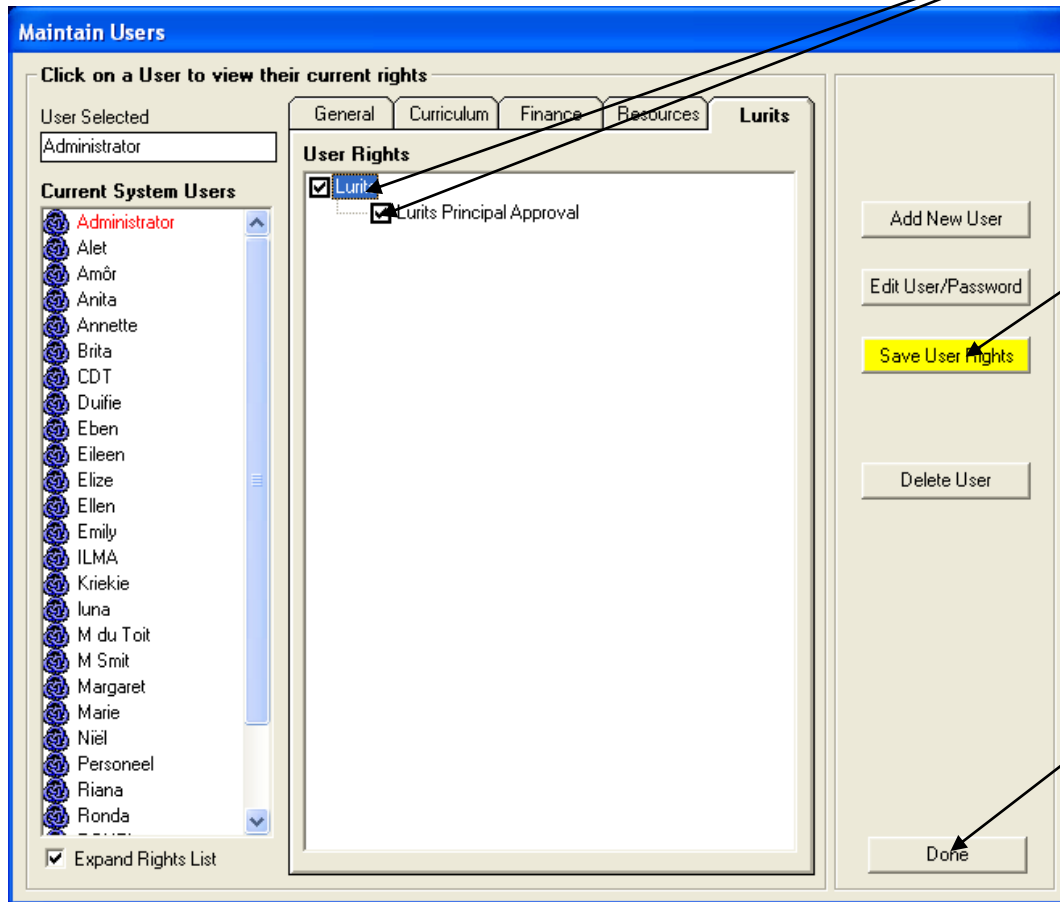 Maintain Users
Click on a User to view their current rights
User Selected
Administrator
Current System Users
Administrator
Alet
Amôr
Anita
Annette
Brita
CDT
Duifie
Eben
Eileen
Elize
Ellen
Emily
ILMA
Kriekie
luna
M du Toit
M Smit
Margaret
Marie
Niël
Personeel
Riana
Ronda
Expand Rights List
General
Curriculum
Finance
Resources
Lurits
User Rights
Lurits
Lurits Principal Approval
Add New User
Edit User/Password
Save User Rights
Delete User
Done